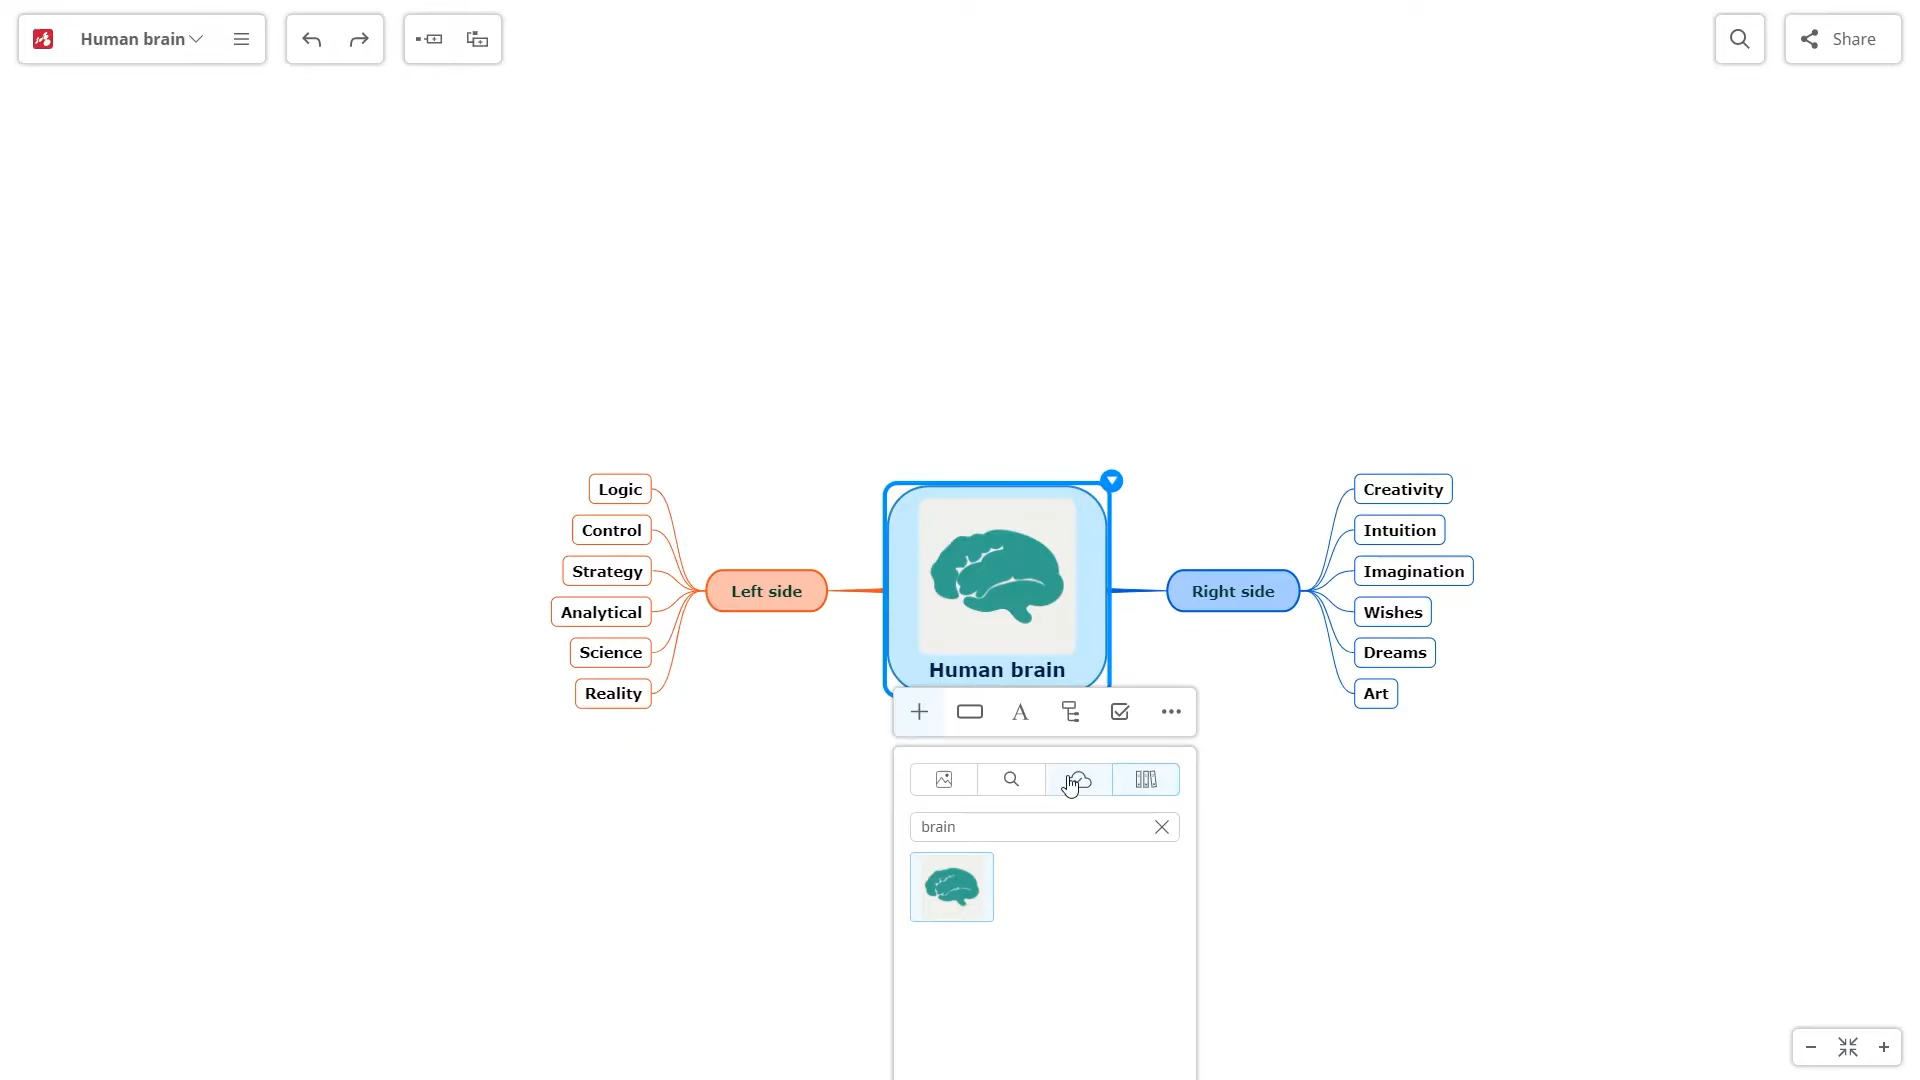 Human brain
Share
Logic
Control
Strategy
Analytical
Science
Reality
Left side
Human brain
Right side
Creativity
Intuition
Imagination
Wishes
Dreams
Art
A
brain